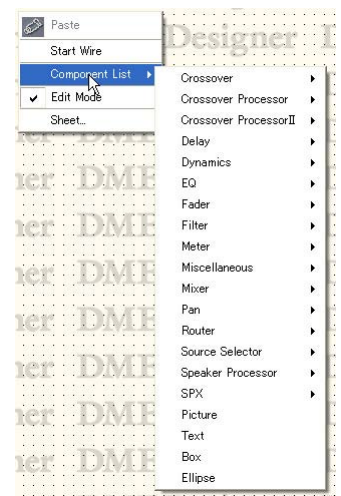 Paste
Start Wire
Component List
Edit Mode
Sheet...
Crossover
Crossover Processor
Crossover ProcessorII
Delay
Dynamics
EQ
Fader
Filter
Meter
Miscellaneous
Mixer
Pan
Router
Source Selector
Speaker Processor
SPX
Picture
Text
Box
Ellipse
Designer
DME
DME
DME
DME
DME
DME
DME